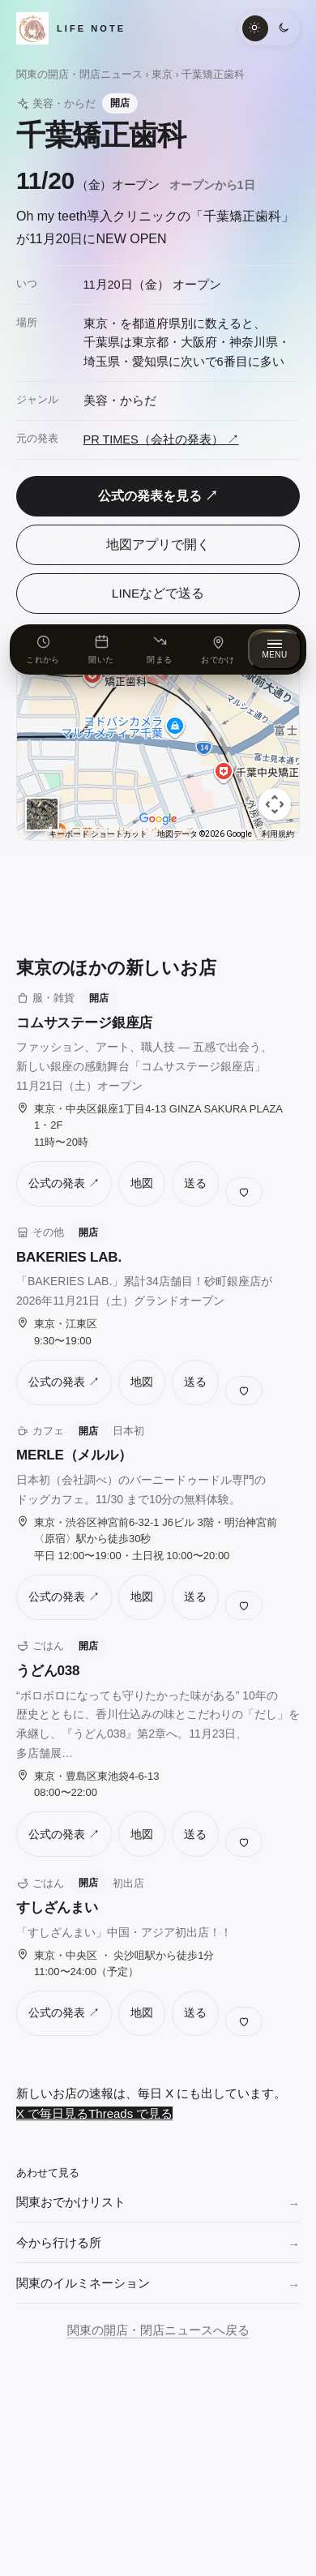 LIFE NOTE
関東の開店・閉店ニュース › 東京 › 千葉矯正歯科
美容・からだ 開店
千葉矯正歯科
11/20 （金）オープン オープンから1日
Oh my teeth導入クリニックの「千葉矯正歯科」
が11月20日にNEW OPEN
いつ 11月20日（金） オープン
場所 東京・を都道府県別に数えると、
千葉県は東京都・大阪府・神奈川県・
埼玉県・愛知県に次いで6番目に多い
ジャンル 美容・からだ
元の発表 PR TIMES（会社の発表） ↗
公式の発表を見る ↗
地図アプリで開く
LINEなどで送る
これから 開いた 閉まる おでかけ MENU
矯正歯科
駅前大通り
マルシェ通り
ヨドバシカメラ
マルチメディア千葉
富士
14
富士見本通り
千葉中央矯正
外房線
Google
キーボード ショートカット 地図データ ©2026 Google 利用規約
東京のほかの新しいお店
服・雑貨 開店
コムサステージ銀座店
ファッション、アート、職人技 — 五感で出会う、
新しい銀座の感動舞台「コムサステージ銀座店」
11月21日（土）オープン
東京・中央区銀座1丁目4-13 GINZA SAKURA PLAZA
1・2F
11時〜20時
公式の発表 ↗ 地図 送る
その他 開店
BAKERIES LAB.
「BAKERIES LAB.」累計34店舗目！砂町銀座店が
2026年11月21日（土）グランドオープン
東京・江東区
9:30〜19:00
公式の発表 ↗ 地図 送る
カフェ 開店 日本初
MERLE（メルル）
日本初（会社調べ）のバーニードゥードル専門の
ドッグカフェ。11/30 まで10分の無料体験。
東京・渋谷区神宮前6-32-1 J6ビル 3階・明治神宮前
〈原宿〉駅から徒歩30秒
平日 12:00〜19:00・土日祝 10:00〜20:00
公式の発表 ↗ 地図 送る
ごはん 開店
うどん038
“ボロボロになっても守りたかった味がある” 10年の
歴史とともに、香川仕込みの味とこだわりの「だし」を
承継し、『うどん038』第2章へ。11月23日、
多店舗展…
東京・豊島区東池袋4-6-13
08:00〜22:00
公式の発表 ↗ 地図 送る
ごはん 開店 初出店
すしざんまい
「すしざんまい」中国・アジア初出店！！
東京・中央区 ・ 尖沙咀駅から徒歩1分
11:00〜24:00（予定）
公式の発表 ↗ 地図 送る
新しいお店の速報は、毎日 X にも出しています。
X で毎日見るThreads で見る
あわせて見る
関東おでかけリスト →
今から行ける所 →
関東のイルミネーション →
関東の開店・閉店ニュースへ戻る